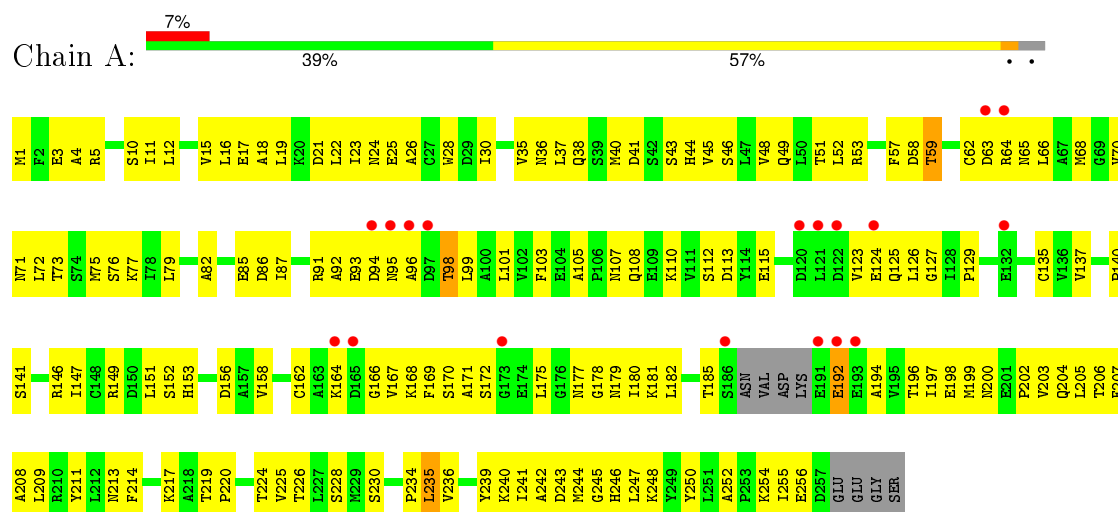 7%
Chain A:
39% 57% • •
M1 F2 E3 A4 R5 S10 I11 L12 V15 L16 E17 A18 L19 K20 D21 L22 I23 N24 E25 A26 C27 W28 D29 I30 V35 N36 L37 Q38 S39 M40 D41 S42 S43 H44 V45 S46 L47 V48 Q49 L50 T51 L52 R53 F57 D58 T59 C62 D63 R64 N65 L66 A67 M68 G69 V70
N71 L72 T73 S74 M75 S76 K77 I78 L79 A82 E85 D86 I87 R91 A92 E93 D94 N95 A96 D97 T98 L99 A100 L101 V102 F103 E104 A105 P106 N107 Q108 E109 K110 V111 S112 D113 Y114 E115 D120 L121 D122 V123 E124 Q125 L126 G127 I128 P129 E132 C135 V136 V137 P140
S141 R146 I147 C148 R149 D150 L151 S152 H153 D156 A157 V158 C162 A163 K164 D165 G166 V167 K168 F169 S170 A171 S172 G173 E174 L175 G176 N177 G178 N179 I180 K181 L182 T185 S186 ASN VAL ASP LYS E191 E192 E193 A194 V195 T196 I197 E198 M199 N200 E201 P202 V203 Q204 L205 T206 F207
A208 L209 R210 Y211 L212 N213 F214 K217 A218 T219 P220 T224 V225 T226 L227 S228 M229 S230 P234 L235 V236 Y239 K240 I241 A242 D243 M244 G245 H246 L247 K248 Y249 Y250 L251 A252 P253 K254 I255 E256 D257 GLU GLU GLY SER